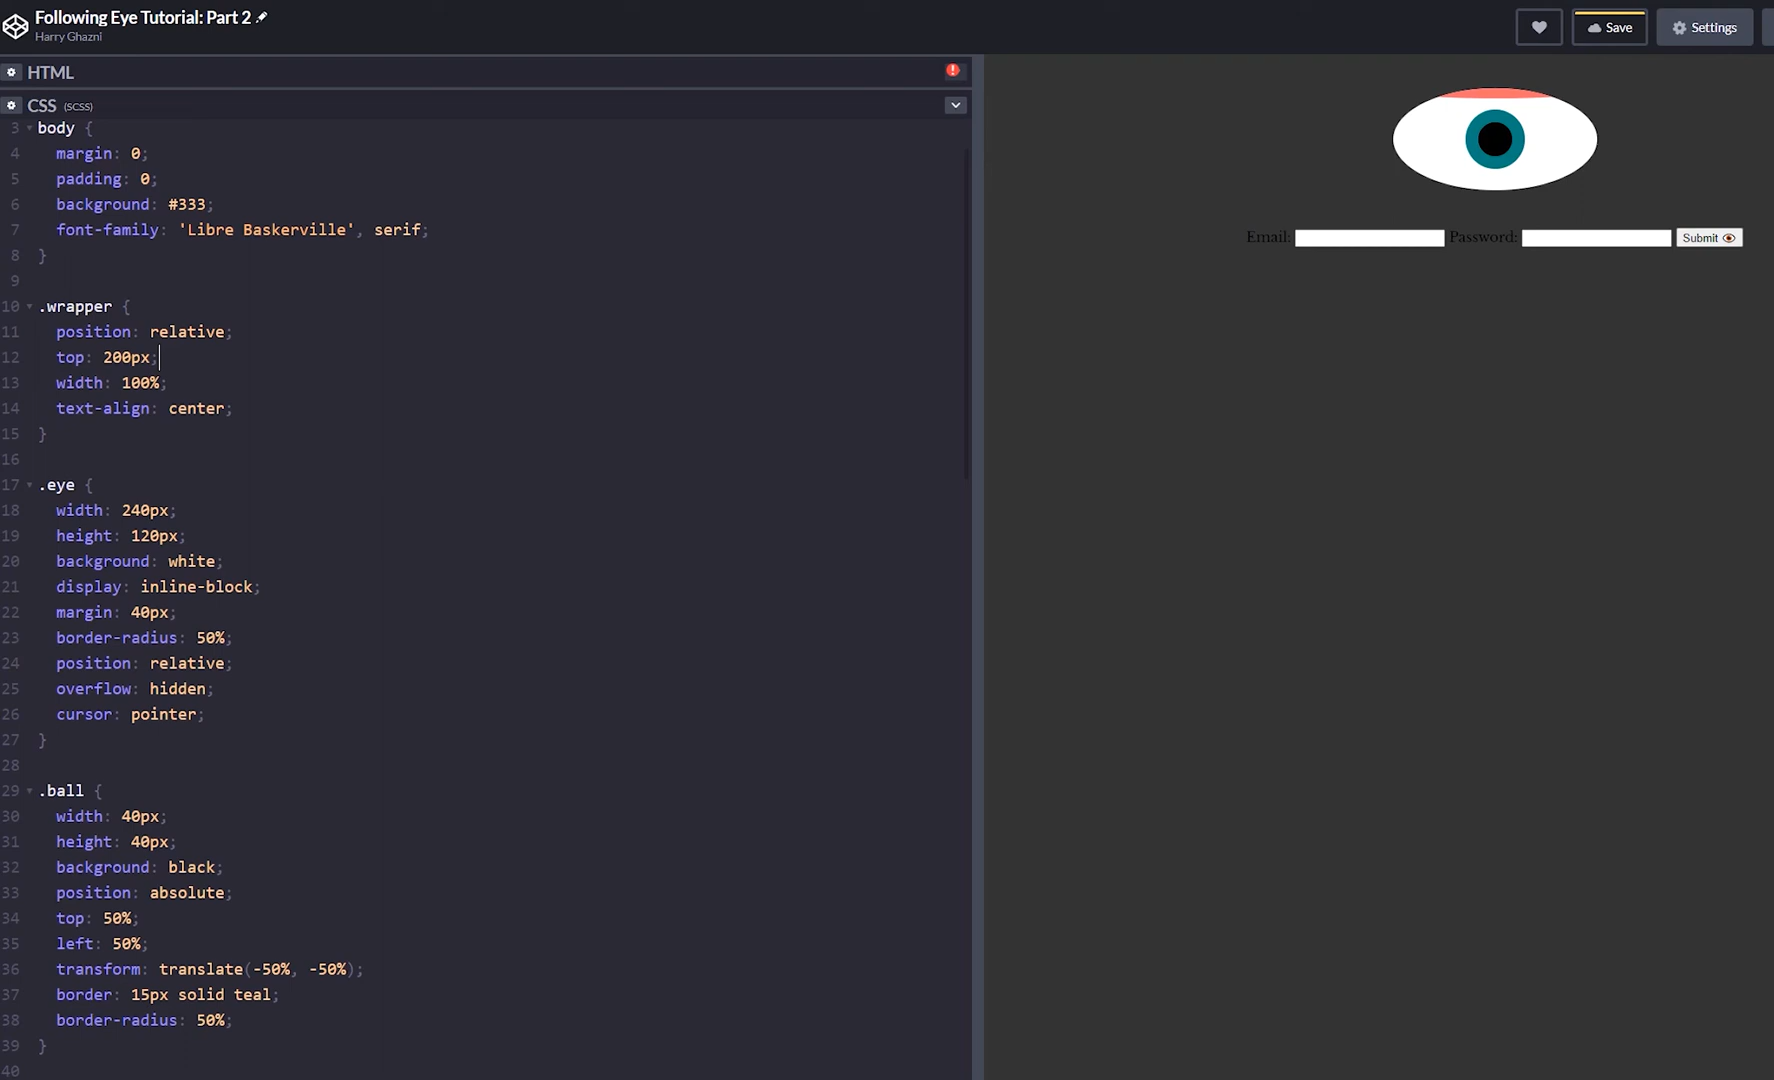 Following Eye Tutorial: Part 2
Harry Ghazni
Save
Settings
HTML
CSS (SCSS)
3 body {
4 margin: 0;
5 padding: 0;
6 background: #333;
7 font-family: 'Libre Baskerville', serif;
8 }
9
10 .wrapper {
11 position: relative;
12 top: 200px;
13 width: 100%;
14 text-align: center;
15 }
16
17 .eye {
18 width: 240px;
19 height: 120px;
20 background: white;
21 display: inline-block;
22 margin: 40px;
23 border-radius: 50%;
24 position: relative;
25 overflow: hidden;
26 cursor: pointer;
27 }
28
29 .ball {
30 width: 40px;
31 height: 40px;
32 background: black;
33 position: absolute;
34 top: 50%;
35 left: 50%;
36 transform: translate(-50%, -50%);
37 border: 15px solid teal;
38 border-radius: 50%;
39 }
40
Email: Password: Submit